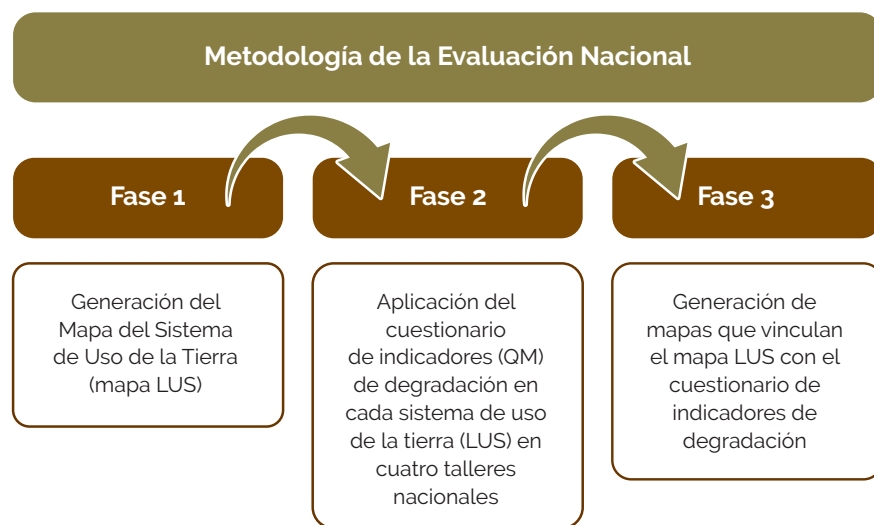 Metodología de la Evaluación Nacional
Fase 1
Fase 2
Fase 3
Generación del
Mapa del Sistema
de Uso de la Tierra
(mapa LUS)
Aplicación del
cuestionario
de indicadores (QM)
de degradación en
cada sistema de uso
de la tierra (LUS) en
cuatro talleres
nacionales
Generación de
mapas que vinculan
el mapa LUS con el
cuestionario de
indicadores de
degradación